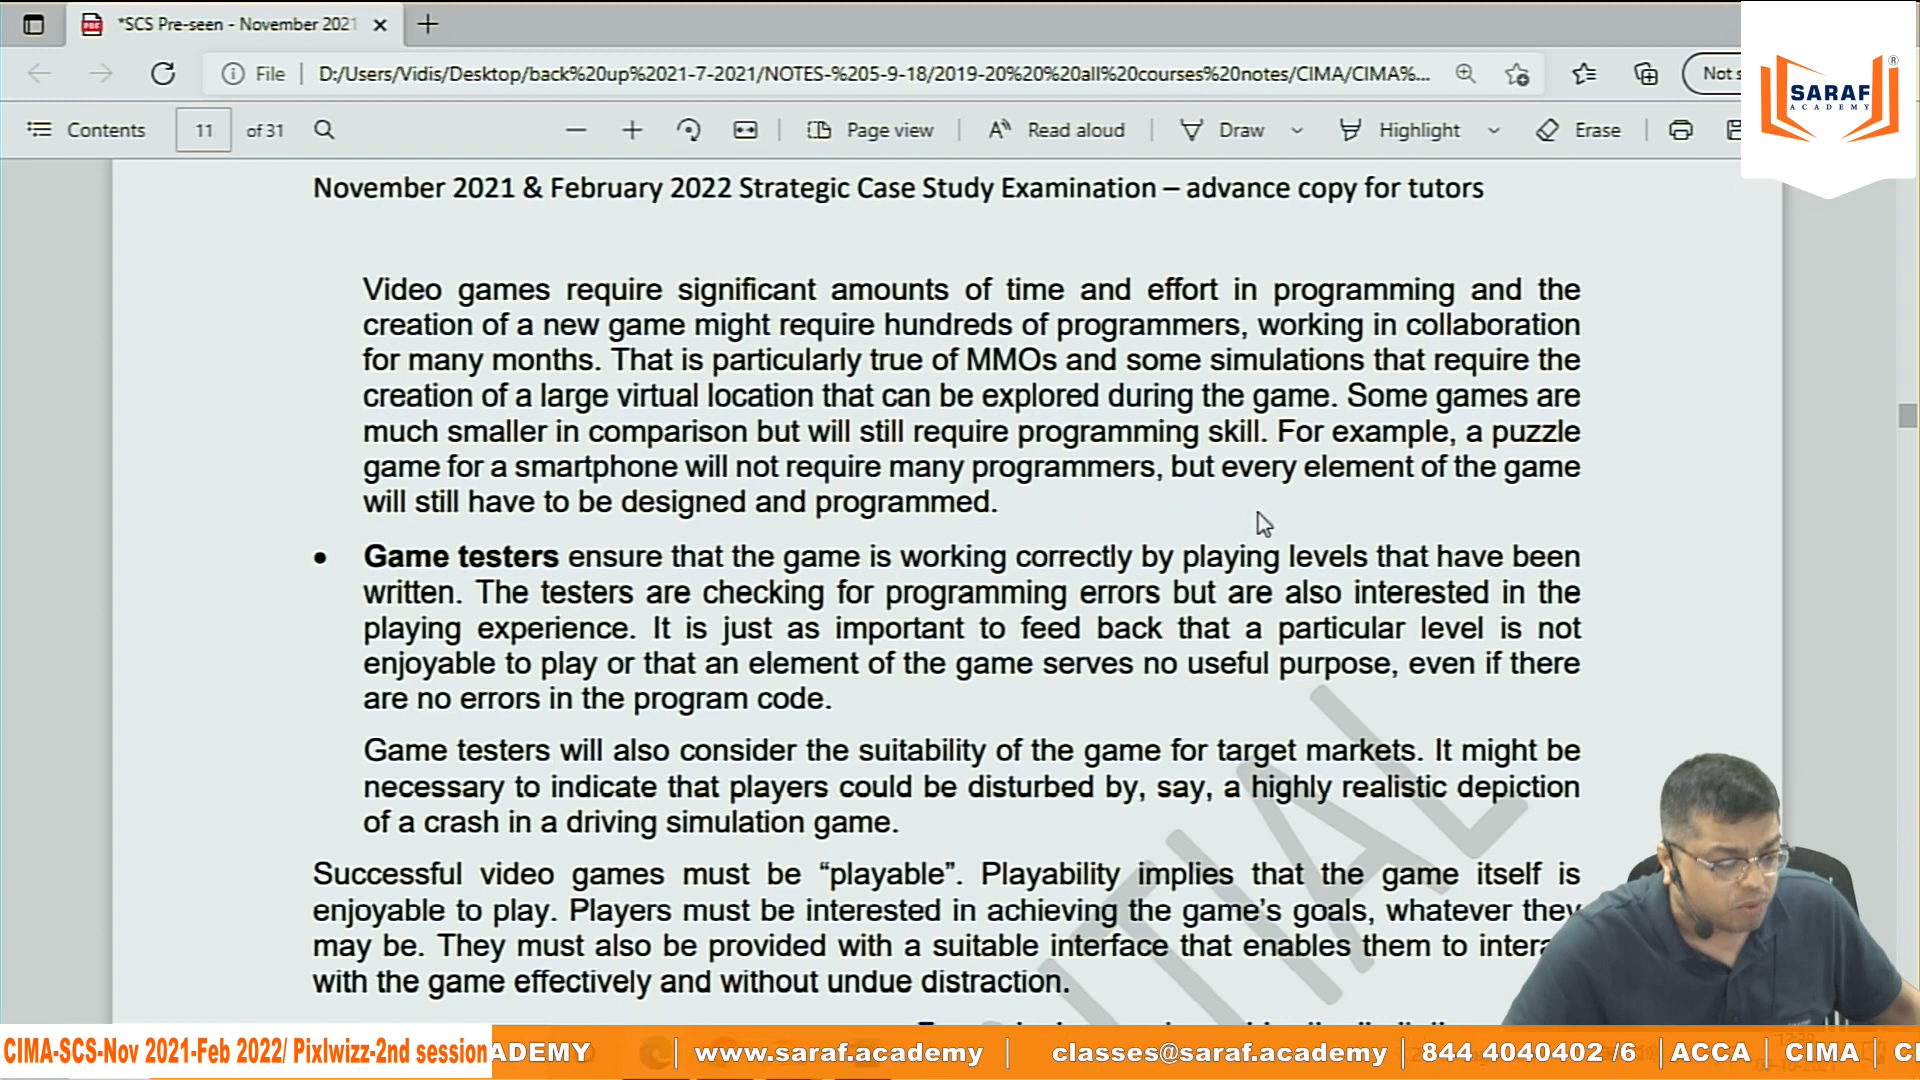 *SCS Pre-seen - November 2021
File
D:/Users/Vidis/Desktop/back%20up%2021-7-2021/NOTES-%205-9-18/2019-20%20%20all%20courses%20notes/CIMA/CIMA%...
Not s
SARAF
ACADEMY
®
Contents
11
of 31
Page view
Read aloud
Draw
Highlight
Erase
November 2021 & February 2022 Strategic Case Study Examination – advance copy for tutors
Video games require significant amounts of time and effort in programming and the
creation of a new game might require hundreds of programmers, working in collaboration
for many months. That is particularly true of MMOs and some simulations that require the
creation of a large virtual location that can be explored during the game. Some games are
much smaller in comparison but will still require programming skill. For example, a puzzle
game for a smartphone will not require many programmers, but every element of the game
will still have to be designed and programmed.
• Game testers ensure that the game is working correctly by playing levels that have been
written. The testers are checking for programming errors but are also interested in the
playing experience. It is just as important to feed back that a particular level is not
enjoyable to play or that an element of the game serves no useful purpose, even if there
are no errors in the program code.
Game testers will also consider the suitability of the game for target markets. It might be
necessary to indicate that players could be disturbed by, say, a highly realistic depiction
of a crash in a driving simulation game.
Successful video games must be “playable”. Playability implies that the game itself is
enjoyable to play. Players must be interested in achieving the game’s goals, whatever they
may be. They must also be provided with a suitable interface that enables them to intera
with the game effectively and without undue distraction.
TIAL
CIMA-SCS-Nov 2021-Feb 2022/ Pixlwizz-2nd session
ADEMY | www.saraf.academy | classes@saraf.academy | 844 4040402 /6 | ACCA | CIMA |